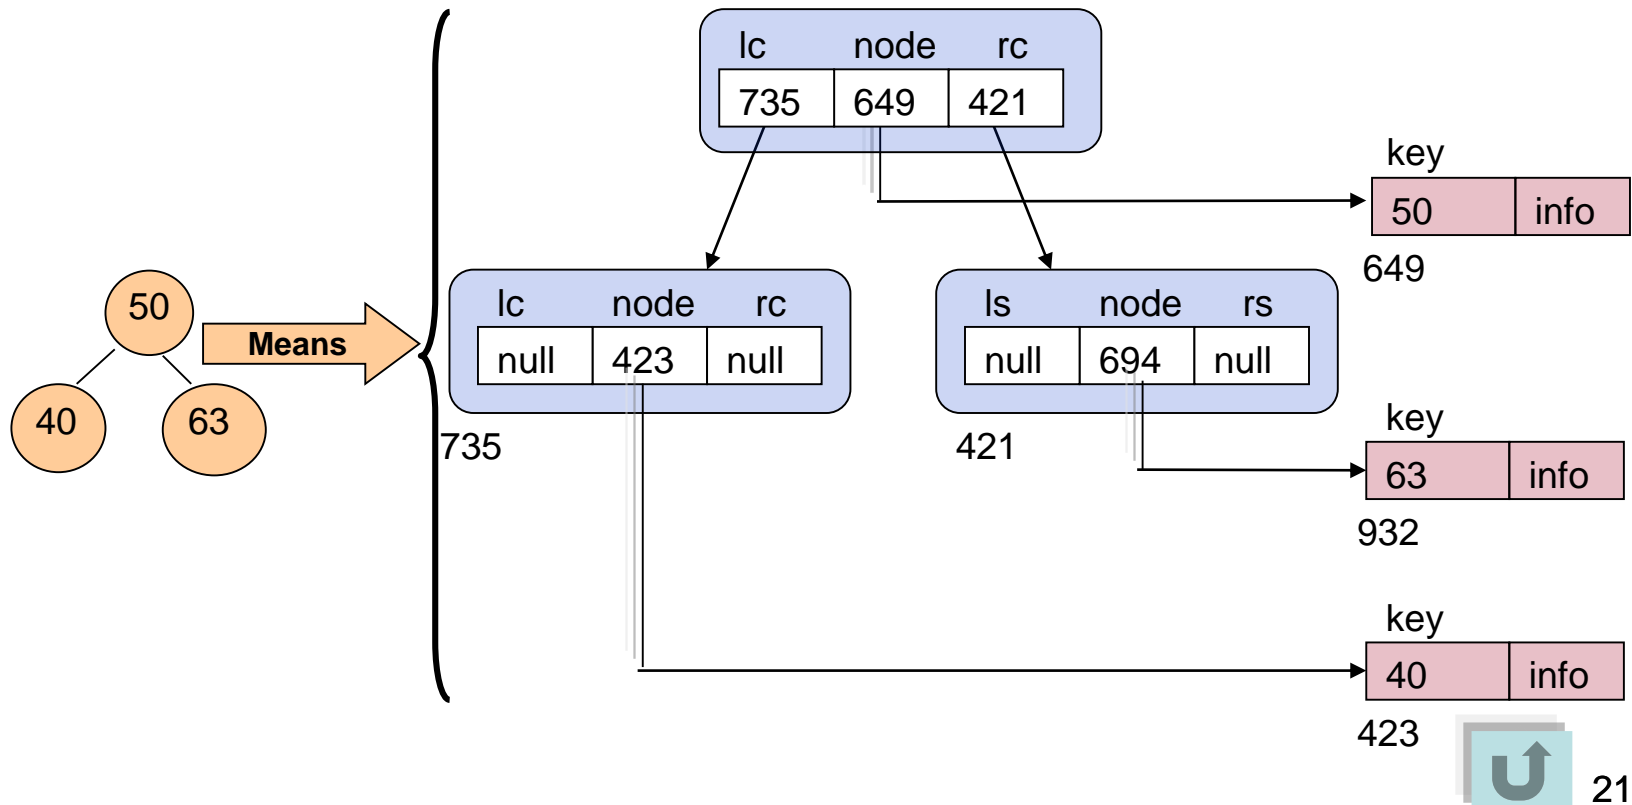 lc node rc
735 649 421
key
50 info
649
50
Means
40 63
lc node rc
null 423 null
735
ls node rs
null 694 null
421
key
63 info
932
key
40 info
423
21